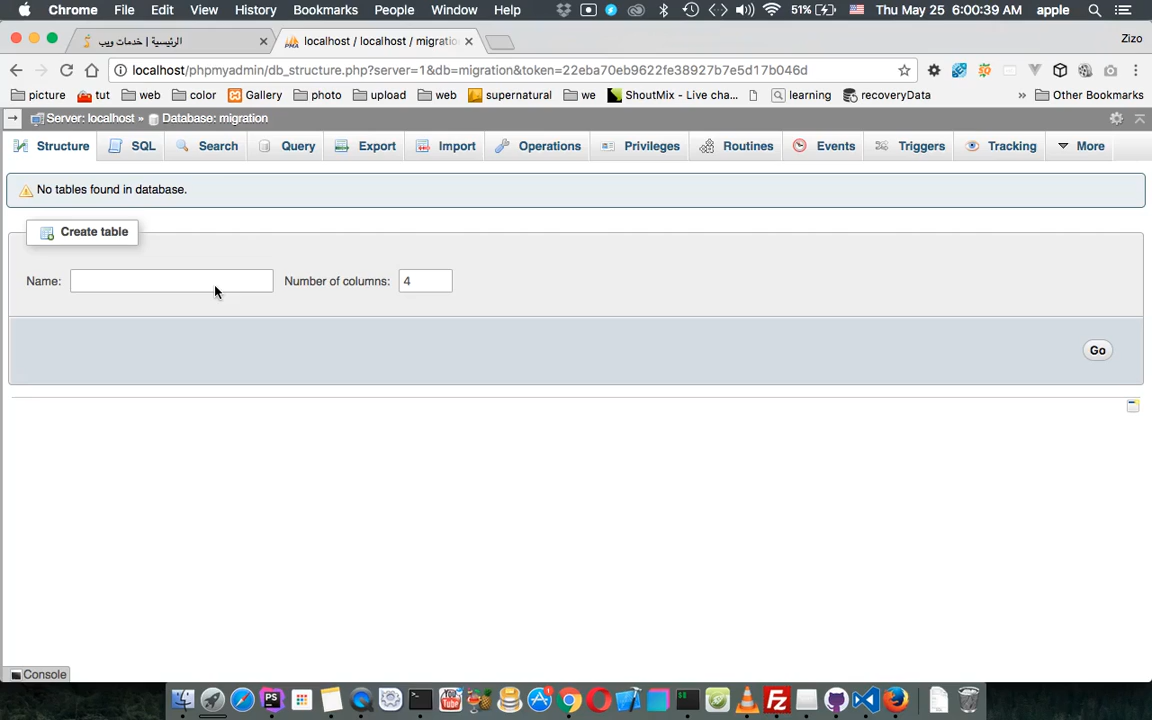 Chrome File Edit View History Bookmarks People Window Help 51% Thu May 25 6:00:39 AM apple
الرئيسية | خدمات ويب localhost / localhost / migratio Zizo
localhost/phpmyadmin/db_structure.php?server=1&db=migration&token=22eba70eb9622fe38927b7e5d17b046d
picture tut web color Gallery photo upload web supernatural we ShoutMix - Live cha... learning recoveryData » Other Bookmarks
Server: localhost » Database: migration
Structure SQL Search Query Export Import Operations Privileges Routines Events Triggers Tracking More
No tables found in database.
Create table
Name: Number of columns: 4
Go
Console